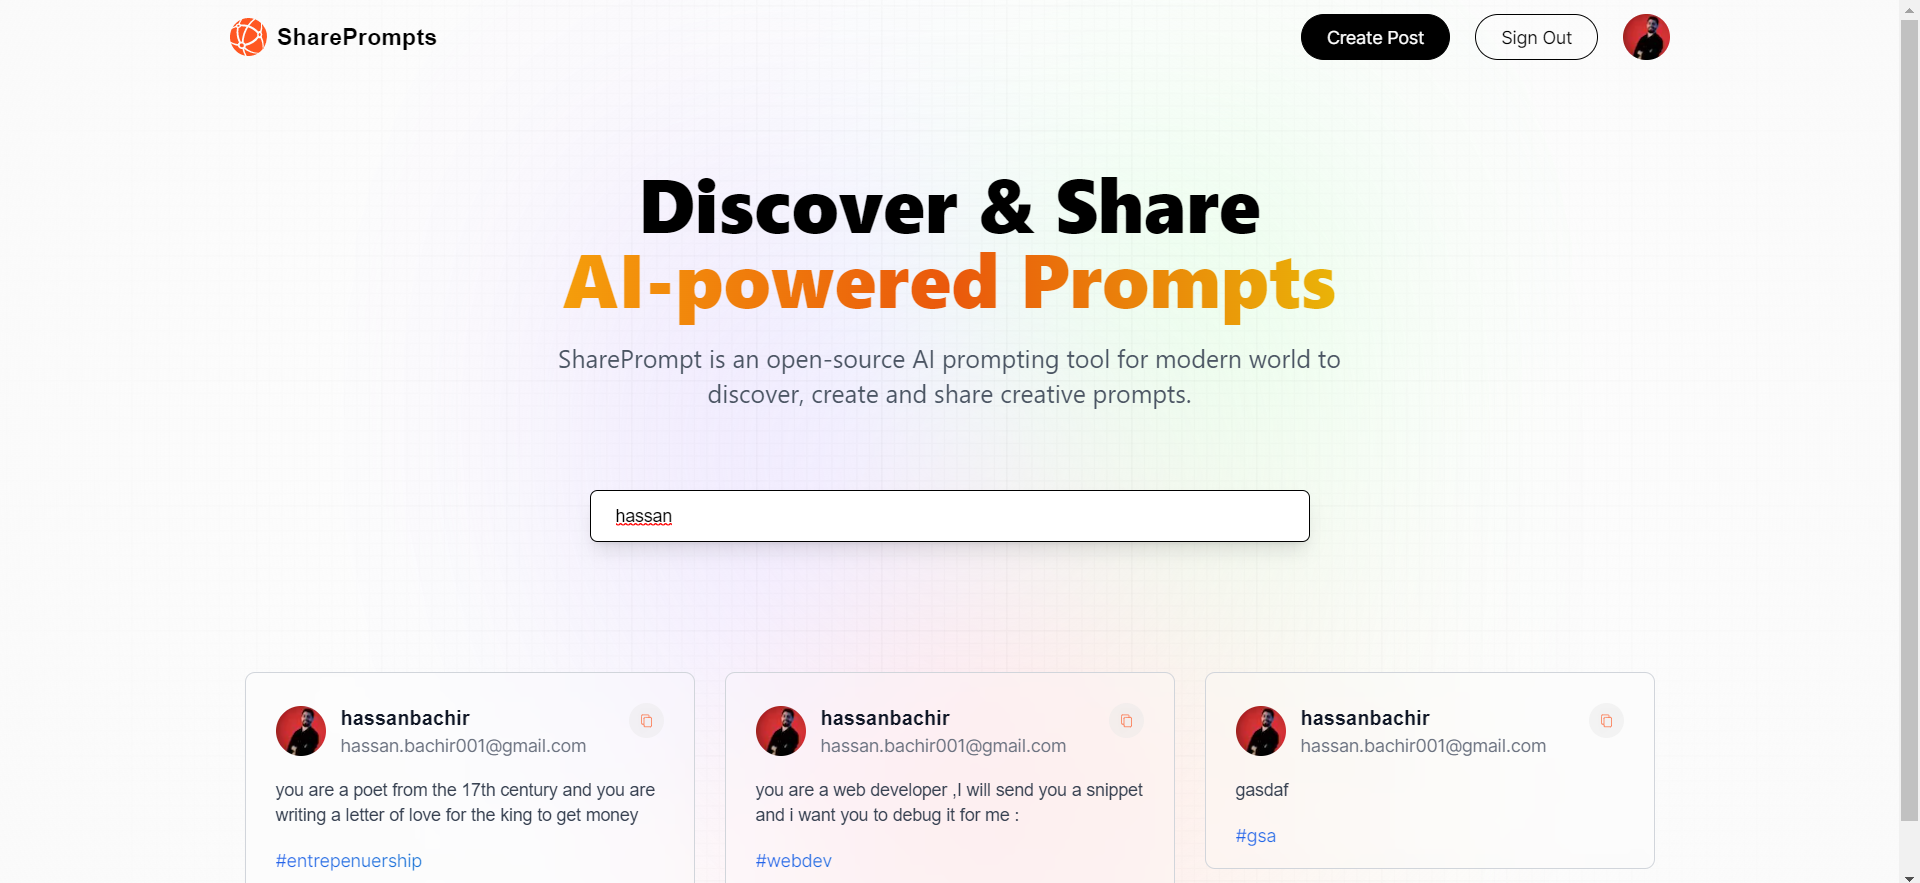 SharePrompts
Create Post
Sign Out
Discover & Share
AI-powered Prompts
SharePrompt is an open-source AI prompting tool for modern world to
discover, create and share creative prompts.
hassan
hassanbachir
hassan.bachir001@gmail.com
you are a poet from the 17th century and you are
writing a letter of love for the king to get money
#entrepenuership
hassanbachir
hassan.bachir001@gmail.com
you are a web developer ,I will send you a snippet
and i want you to debug it for me :
#webdev
hassanbachir
hassan.bachir001@gmail.com
gasdaf
#gsa